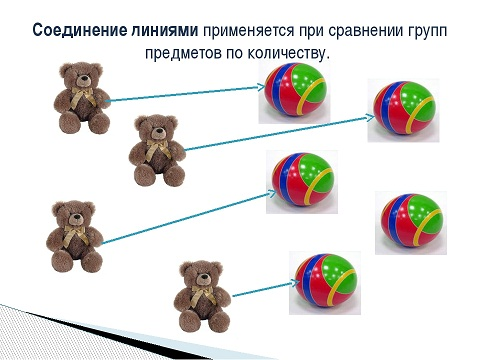 Соединение линиями применяется при сравнении групп
предметов по количеству.